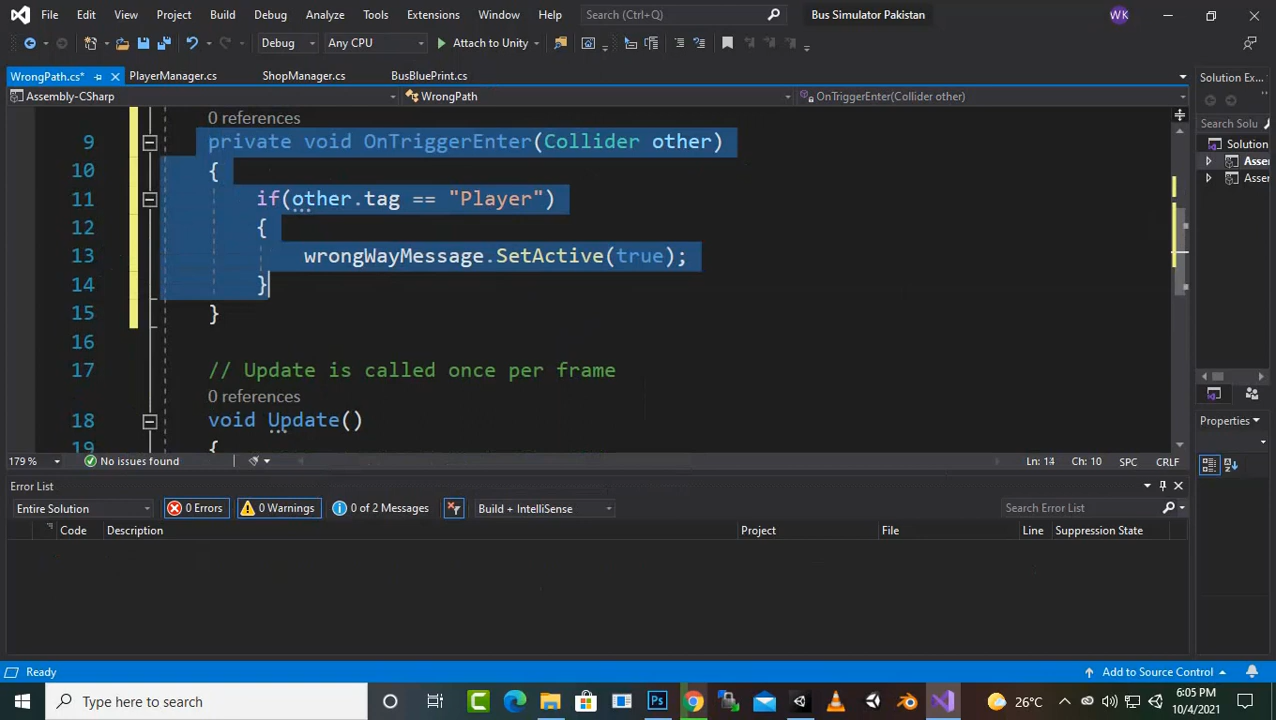 File Edit View Project Build Debug Analyze Tools Extensions Window Help Search (Ctrl+Q) Bus Simulator Pakistan WK
Debug Any CPU Attach to Unity
WrongPath.cs* PlayerManager.cs ShopManager.cs BusBluePrint.cs Solution Ex...
Assembly-CSharp WrongPath OnTriggerEnter(Collider other)
0 references
Search Solu
9 private void OnTriggerEnter(Collider other)
Solution
10 {
Asse
11 if(other.tag == "Player")
Asse
12 {
13 wrongWayMessage.SetActive(true);
14 }
15 }
16
17 // Update is called once per frame
0 references
18 void Update()
Properties
19 {
179 % No issues found Ln: 14 Ch: 10 SPC CRLF
Error List
Entire Solution 0 Errors 0 Warnings 0 of 2 Messages Build + IntelliSense Search Error List
Code Description Project File Line Suppression State
Ready Add to Source Control
Type here to search 26°C 6:05 PM
10/4/2021